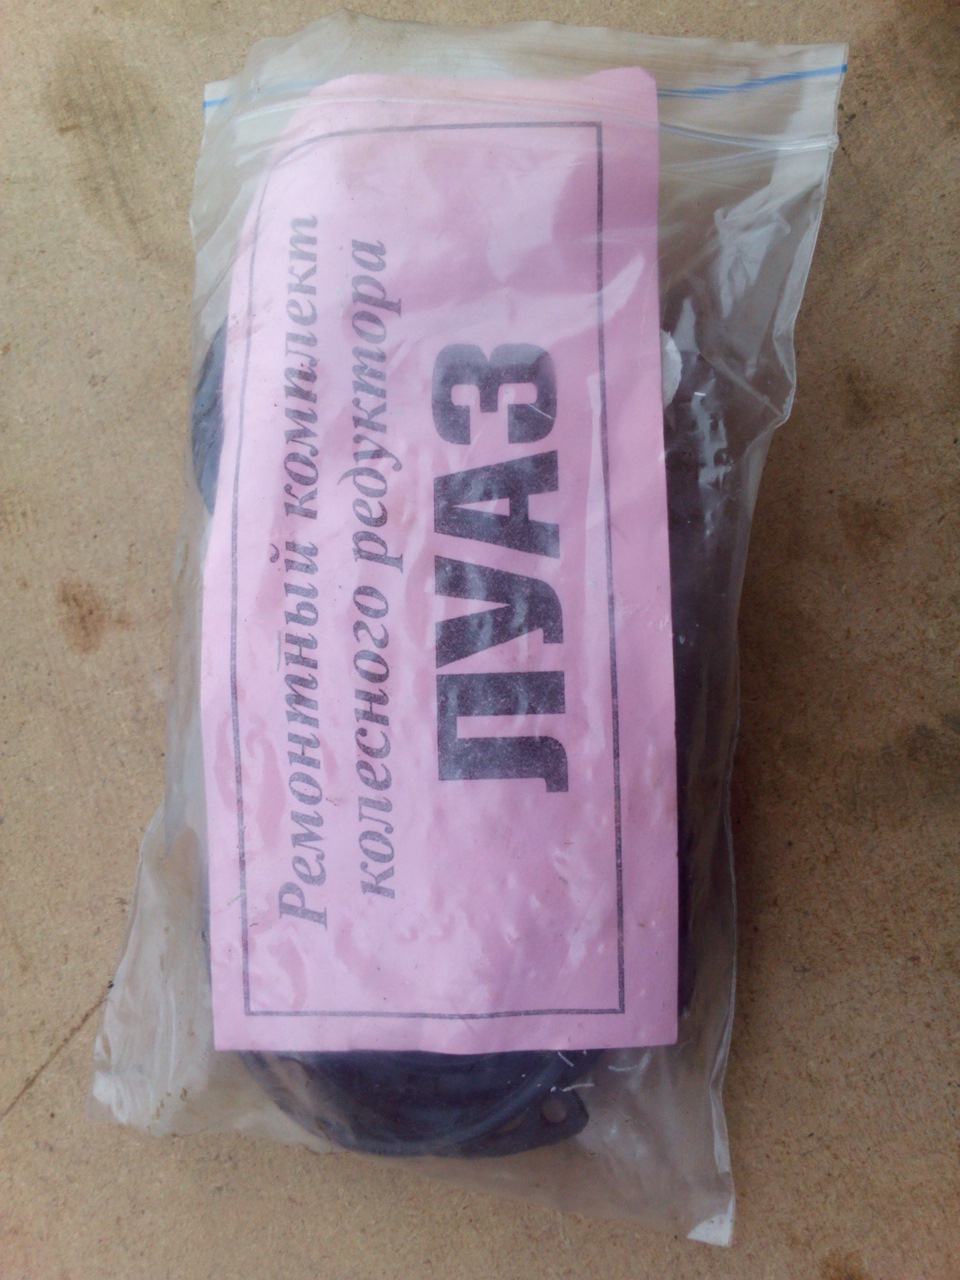 Ремонтный комплект
колесного редуктора
ЛУАЗ